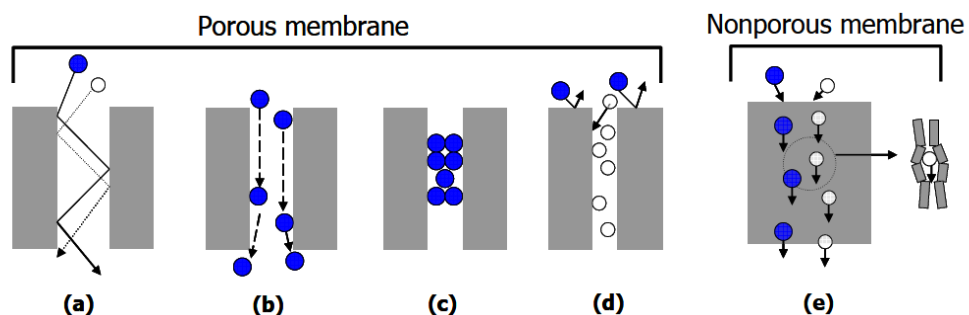 Porous membrane
Nonporous membrane
(a)
(b)
(c)
(d)
(e)